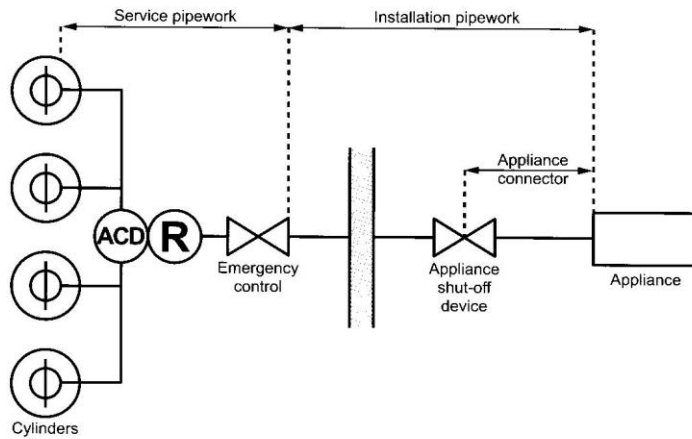 Service pipework
Installation pipework
Appliance
connector
ACD
R
Emergency
control
Appliance
shut-off
device
Appliance
Cylinders